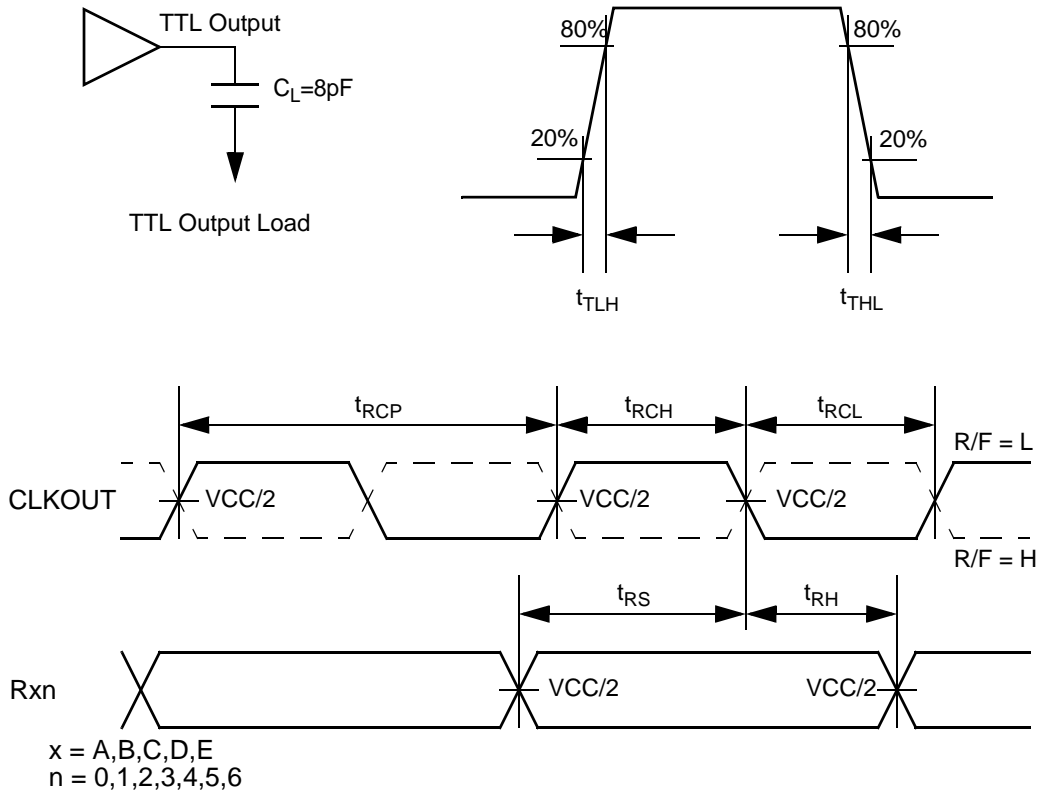 TTL Output
C_L=8pF
TTL Output Load
80%
80%
20%
20%
t_TLH
t_THL
t_RCP
t_RCH
t_RCL
R/F = L
CLKOUT
VCC/2
VCC/2
VCC/2
R/F = H
t_RS
t_RH
Rxn
VCC/2
VCC/2
x = A,B,C,D,E
n = 0,1,2,3,4,5,6